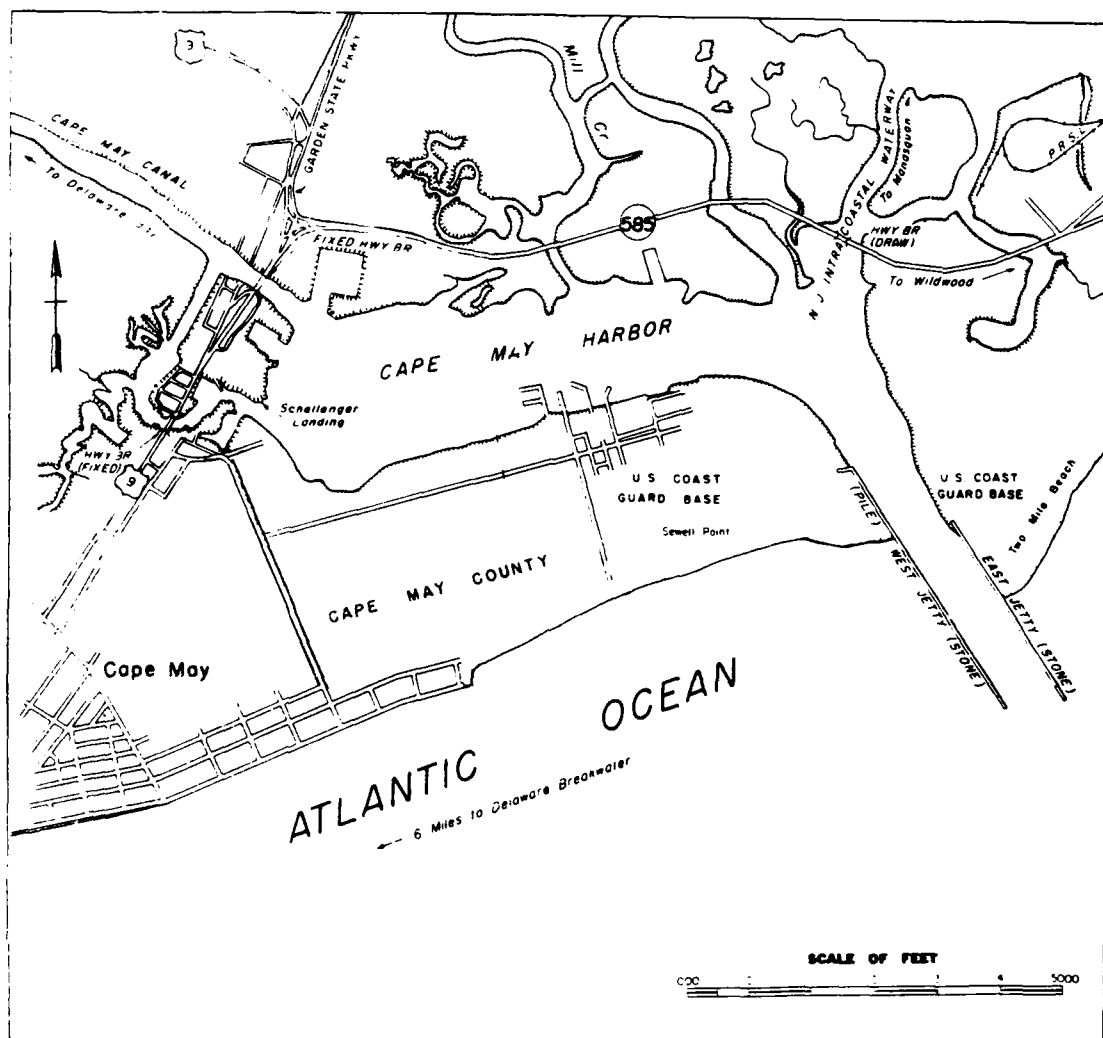 GARDEN STATE PKWY
Mill
Cr
CAPE MAY CANAL
To Delaware
N J INTRACOASTAL WATERWAY
To Manasquan
P.R.S.L.
585
FIXED HWY BR
HWY BR
(DRAW)
To Wildwood
CAPE MAY HARBOR
Schellenger
Landing
HWY BR
(FIXED)
9
U S COAST
GUARD BASE
Sewell Point
U S COAST
GUARD BASE
Two Mile Beach
(PILE)
WEST JETTY (STONE)
EAST JETTY (STONE)
CAPE MAY COUNTY
Cape May
ATLANTIC OCEAN
6 Miles to Delaware Breakwater
SCALE OF FEET
5000